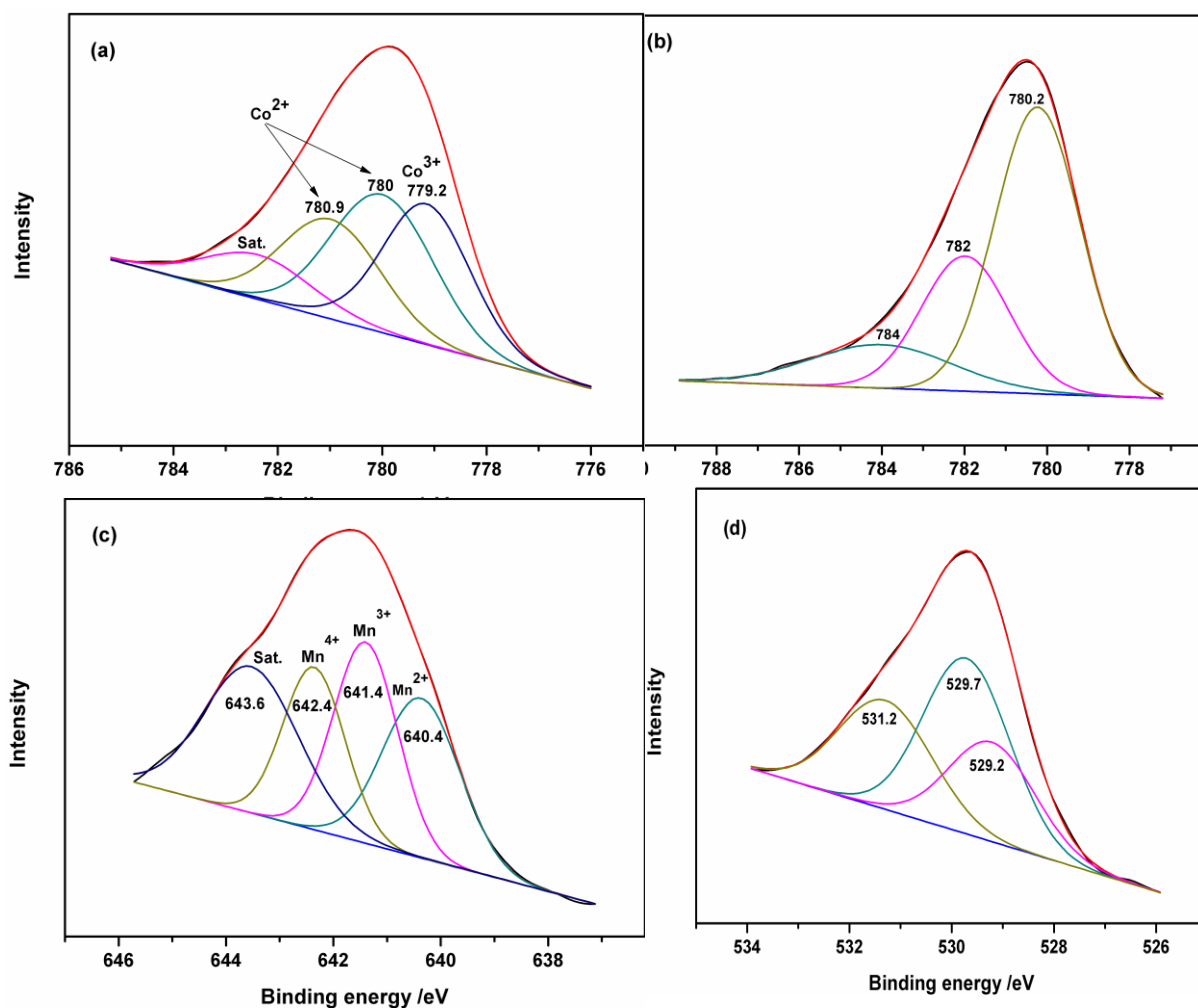 (a)
Co2+
Co3+
780
779.2
780.9
Sat.
Intensity
786 784 782 780 778 776
(b)
780.2
782
784
788 786 784 782 780 778
(c)
Mn3+
Mn4+
Sat.
Mn2+
641.4
643.6
642.4
640.4
Intensity
646 644 642 640 638
Binding energy /eV
(d)
529.7
531.2
529.2
Intensity
534 532 530 528 526
Binding energy /eV